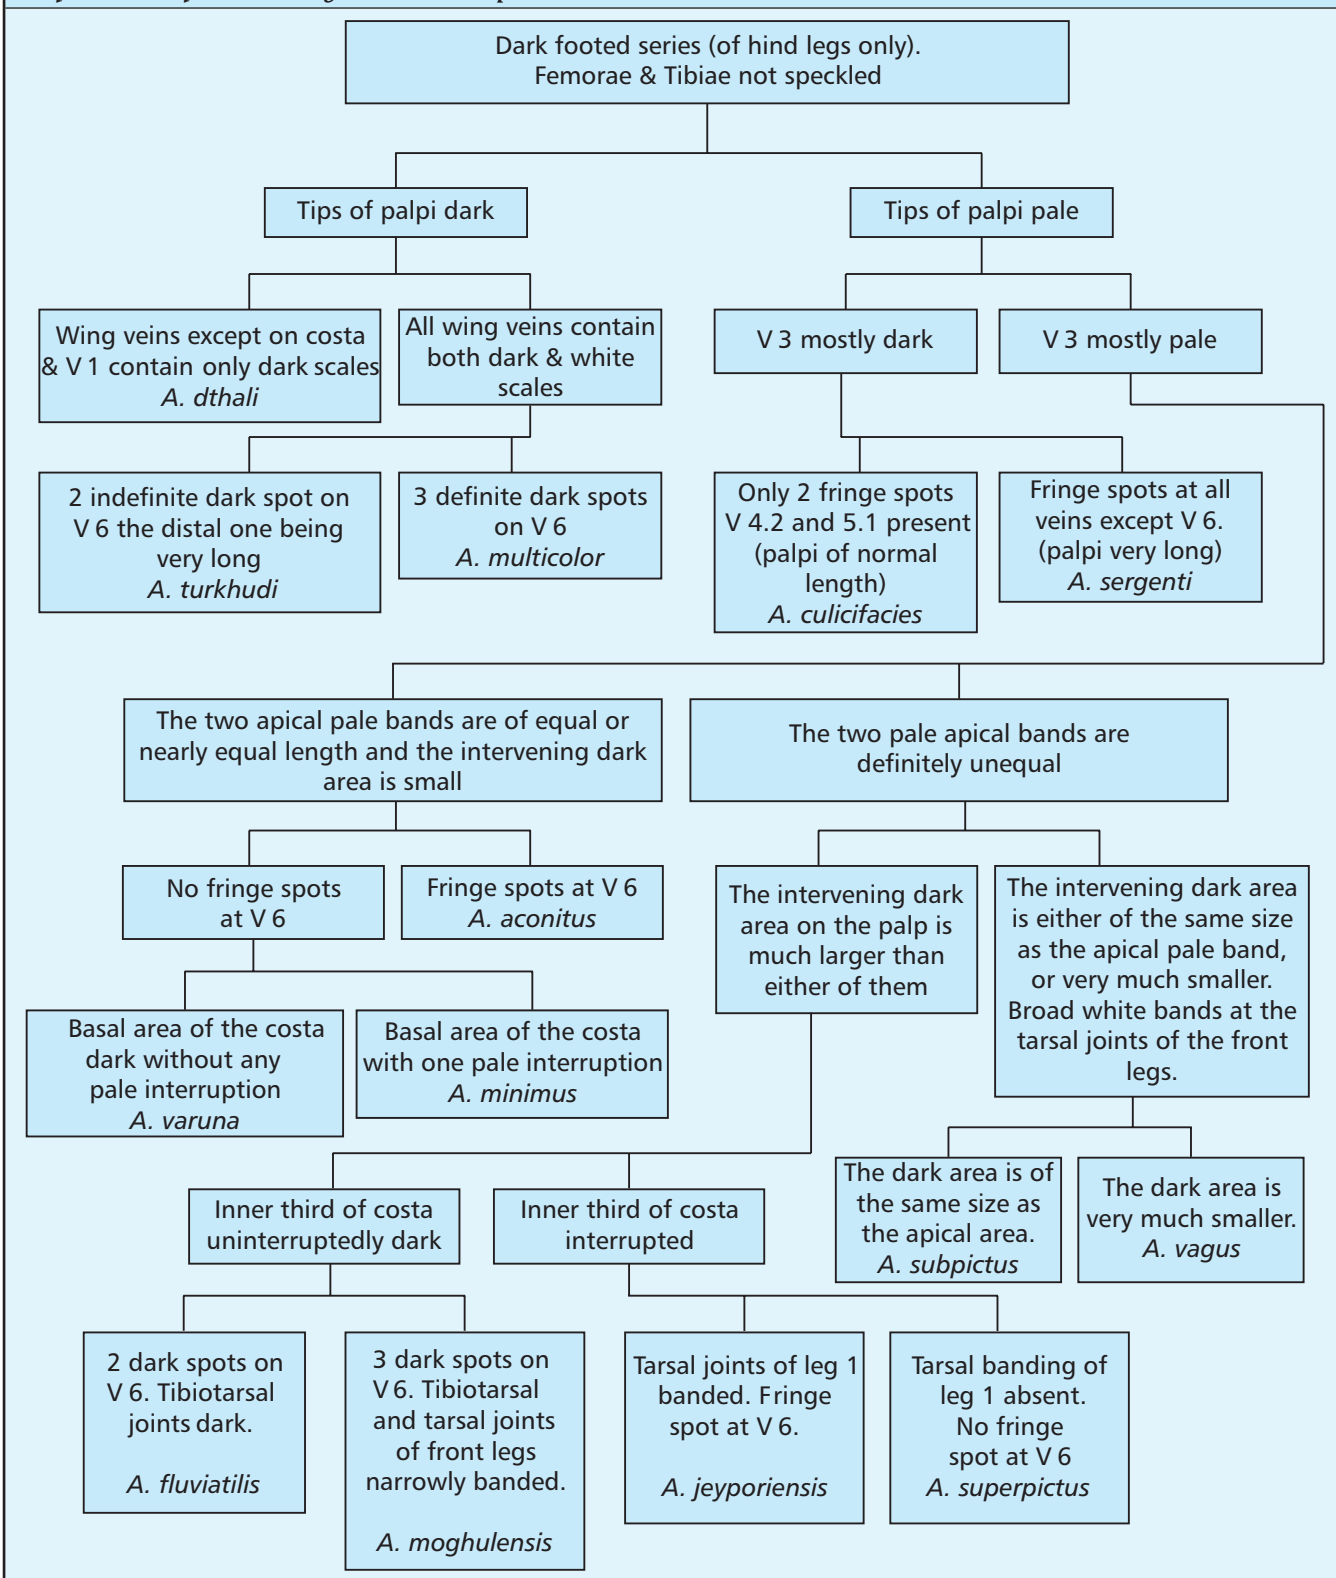 Dark footed series (of hind legs only).
Femorae & Tibiae not speckled
Tips of palpi dark
Tips of palpi pale
Wing veins except on costa
& V 1 contain only dark scales
A. dthali
All wing veins contain
both dark & white
scales
V 3 mostly dark
V 3 mostly pale
2 indefinite dark spot on
V 6 the distal one being
very long
A. turkhudi
3 definite dark spots
on V 6
A. multicolor
Only 2 fringe spots
V 4.2 and 5.1 present
(palpi of normal
length)
A. culicifacies
Fringe spots at all
veins except V 6.
(palpi very long)
A. sergenti
The two apical pale bands are of equal or
nearly equal length and the intervening dark
area is small
The two pale apical bands are
definitely unequal
No fringe spots
at V 6
Fringe spots at V 6
A. aconitus
The intervening dark
area on the palp is
much larger than
either of them
The intervening dark area
is either of the same size
as the apical pale band,
or very much smaller.
Broad white bands at the
tarsal joints of the front
legs.
Basal area of the costa
dark without any
pale interruption
A. varuna
Basal area of the costa
with one pale interruption
A. minimus
The dark area is of
the same size as
the apical area.
A. subpictus
The dark area is
very much smaller.
A. vagus
Inner third of costa
uninterruptedly dark
Inner third of costa
interrupted
2 dark spots on
V 6. Tibiotarsal
joints dark.
A. fluviatilis
3 dark spots on
V 6. Tibiotarsal
and tarsal joints
of front legs
narrowly banded.
A. moghulensis
Tarsal joints of leg 1
banded. Fringe
spot at V 6.
A. jeyporiensis
Tarsal banding of
leg 1 absent.
No fringe
spot at V 6
A. superpictus